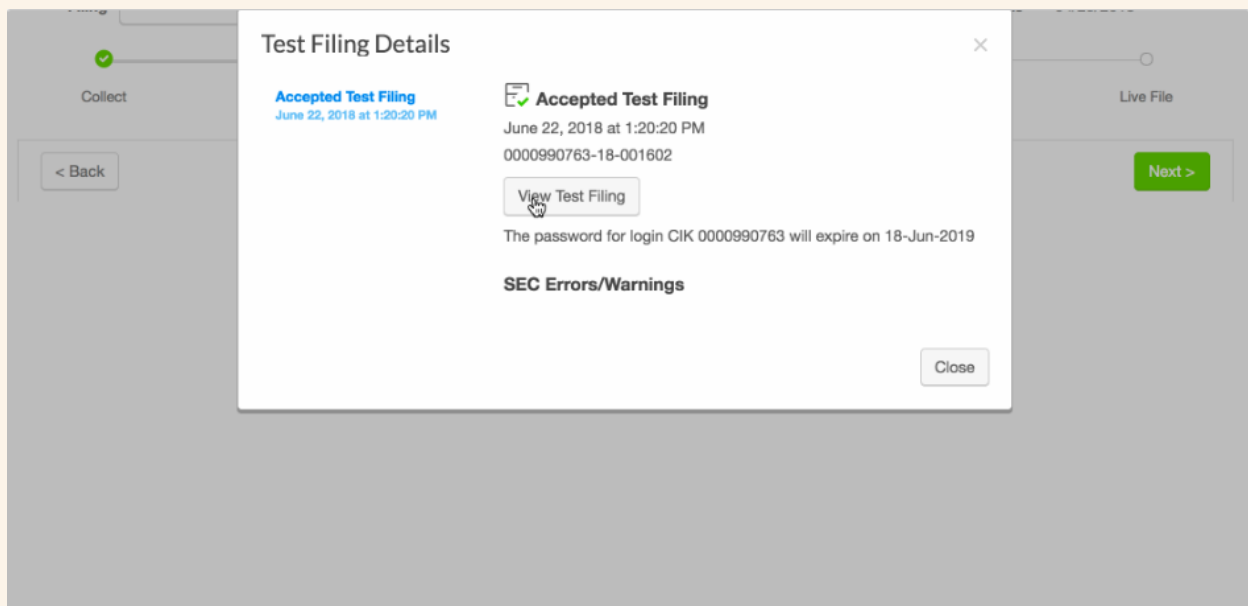 Test Filing Details
×
Collect
Accepted Test Filing
June 22, 2018 at 1:20:20 PM
Accepted Test Filing
June 22, 2018 at 1:20:20 PM
0000990763-18-001602
Live File
< Back
View Test Filing
Next >
The password for login CIK 0000990763 will expire on 18-Jun-2019
SEC Errors/Warnings
Close